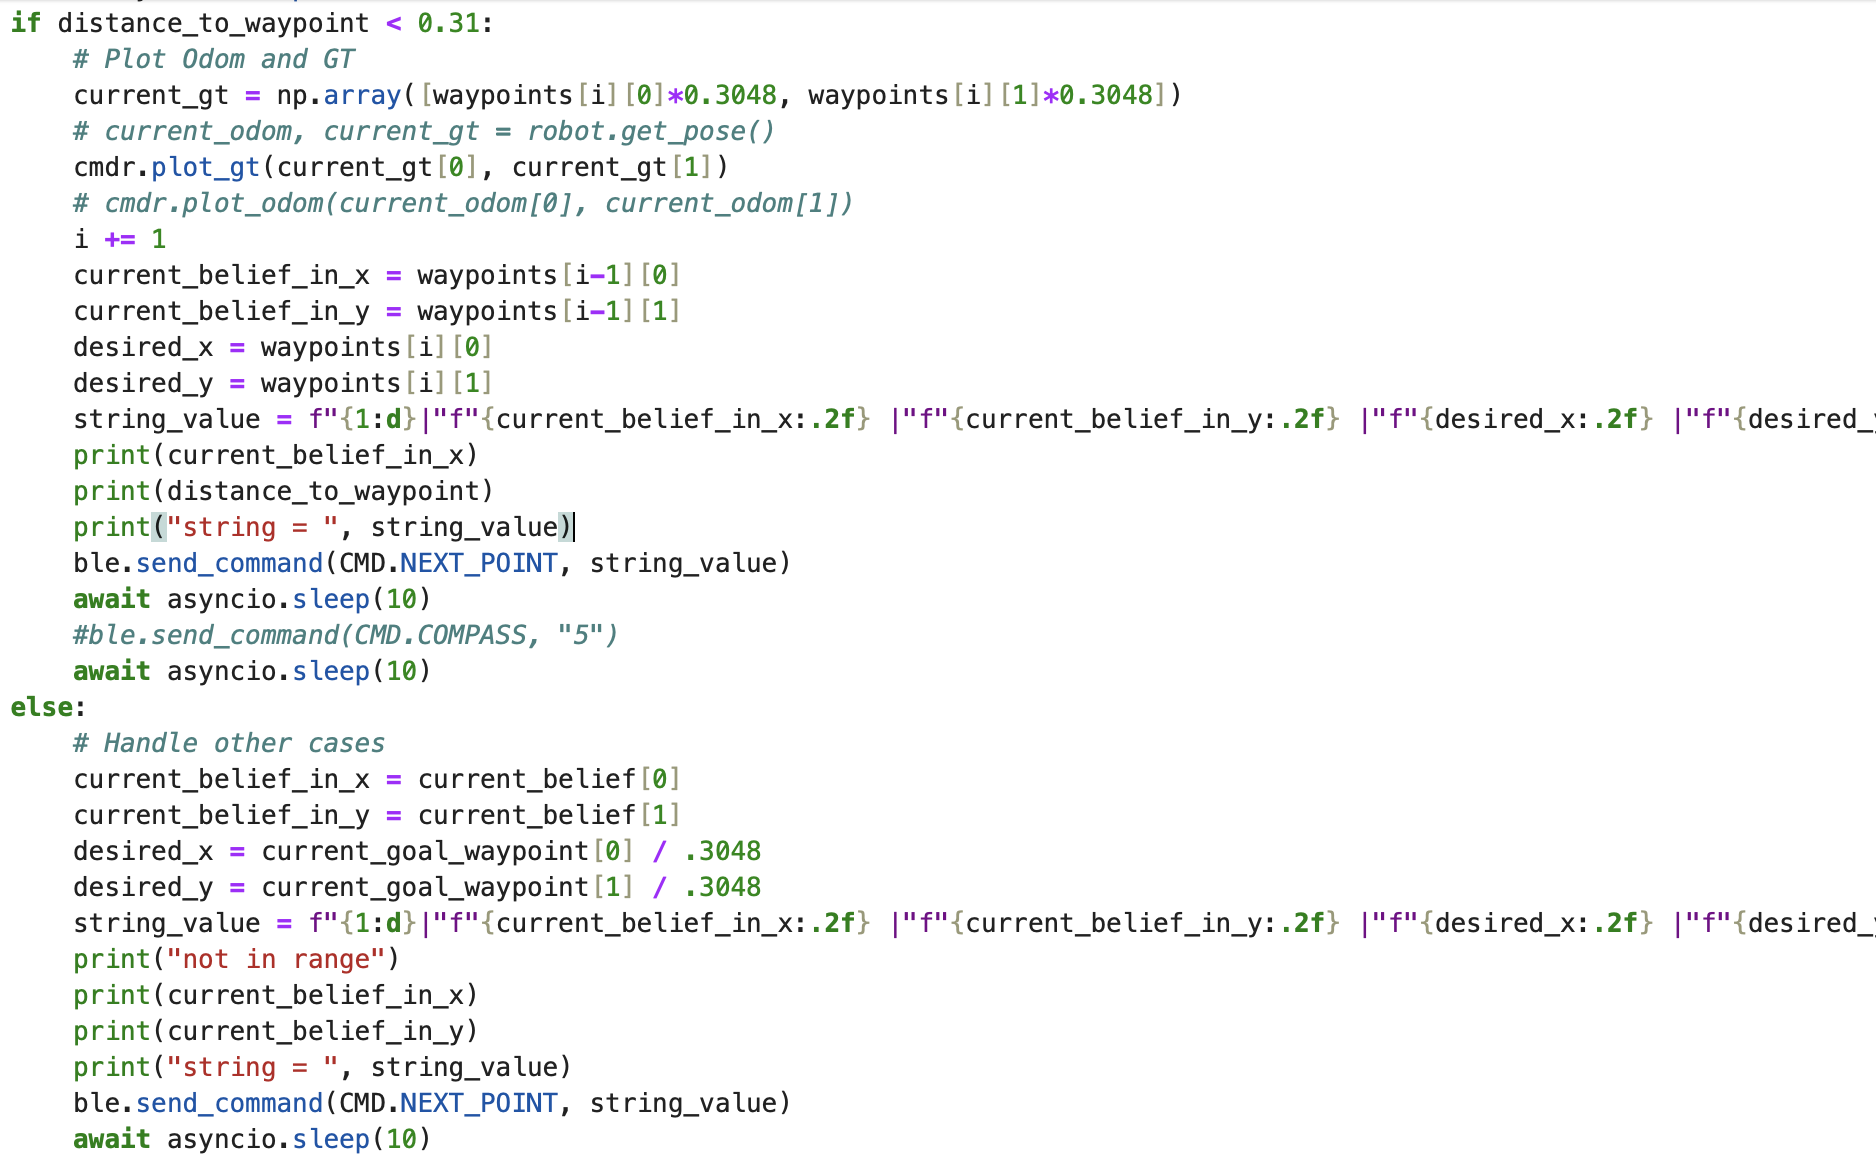 if distance_to_waypoint < 0.31:
    # Plot Odom and GT
    current_gt = np.array([waypoints[i][0]*0.3048, waypoints[i][1]*0.3048])
    # current_odom, current_gt = robot.get_pose()
    cmdr.plot_gt(current_gt[0], current_gt[1])
    # cmdr.plot_odom(current_odom[0], current_odom[1])
    i += 1
    current_belief_in_x = waypoints[i-1][0]
    current_belief_in_y = waypoints[i-1][1]
    desired_x = waypoints[i][0]
    desired_y = waypoints[i][1]
    string_value = f"{1:d}|"f"{current_belief_in_x:.2f} |"f"{current_belief_in_y:.2f} |"f"{desired_x:.2f} |"f"{desired_y
    print(current_belief_in_x)
    print(distance_to_waypoint)
    print("string = ", string_value)
    ble.send_command(CMD.NEXT_POINT, string_value)
    await asyncio.sleep(10)
    #ble.send_command(CMD.COMPASS, "5")
    await asyncio.sleep(10)
else:
    # Handle other cases
    current_belief_in_x = current_belief[0]
    current_belief_in_y = current_belief[1]
    desired_x = current_goal_waypoint[0] / .3048
    desired_y = current_goal_waypoint[1] / .3048
    string_value = f"{1:d}|"f"{current_belief_in_x:.2f} |"f"{current_belief_in_y:.2f} |"f"{desired_x:.2f} |"f"{desired_y
    print("not in range")
    print(current_belief_in_x)
    print(current_belief_in_y)
    print("string = ", string_value)
    ble.send_command(CMD.NEXT_POINT, string_value)
    await asyncio.sleep(10)